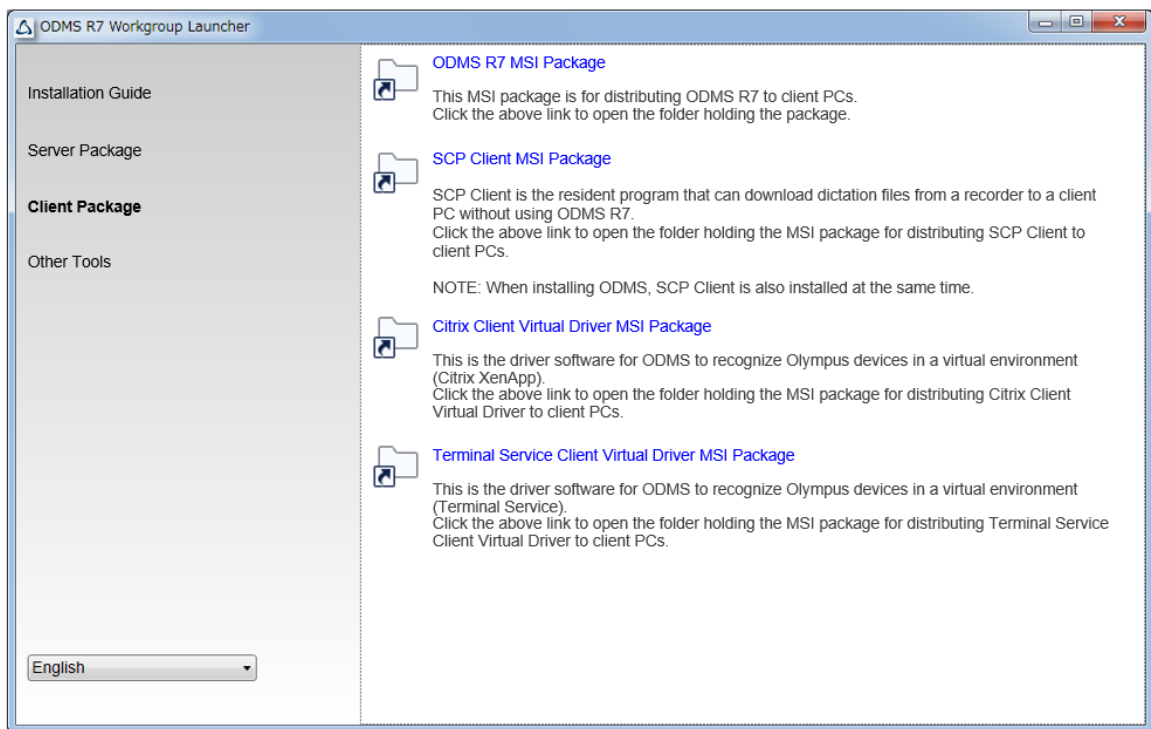 ODMS R7 Workgroup Launcher
Installation Guide
Server Package
Client Package
Other Tools
English
ODMS R7 MSI Package
This MSI package is for distributing ODMS R7 to client PCs.
Click the above link to open the folder holding the package.
SCP Client MSI Package
SCP Client is the resident program that can download dictation files from a recorder to a client
PC without using ODMS R7.
Click the above link to open the folder holding the MSI package for distributing SCP Client to
client PCs.
NOTE: When installing ODMS, SCP Client is also installed at the same time.
Citrix Client Virtual Driver MSI Package
This is the driver software for ODMS to recognize Olympus devices in a virtual environment
(Citrix XenApp).
Click the above link to open the folder holding the MSI package for distributing Citrix Client
Virtual Driver to client PCs.
Terminal Service Client Virtual Driver MSI Package
This is the driver software for ODMS to recognize Olympus devices in a virtual environment
(Terminal Service).
Click the above link to open the folder holding the MSI package for distributing Terminal Service
Client Virtual Driver to client PCs.